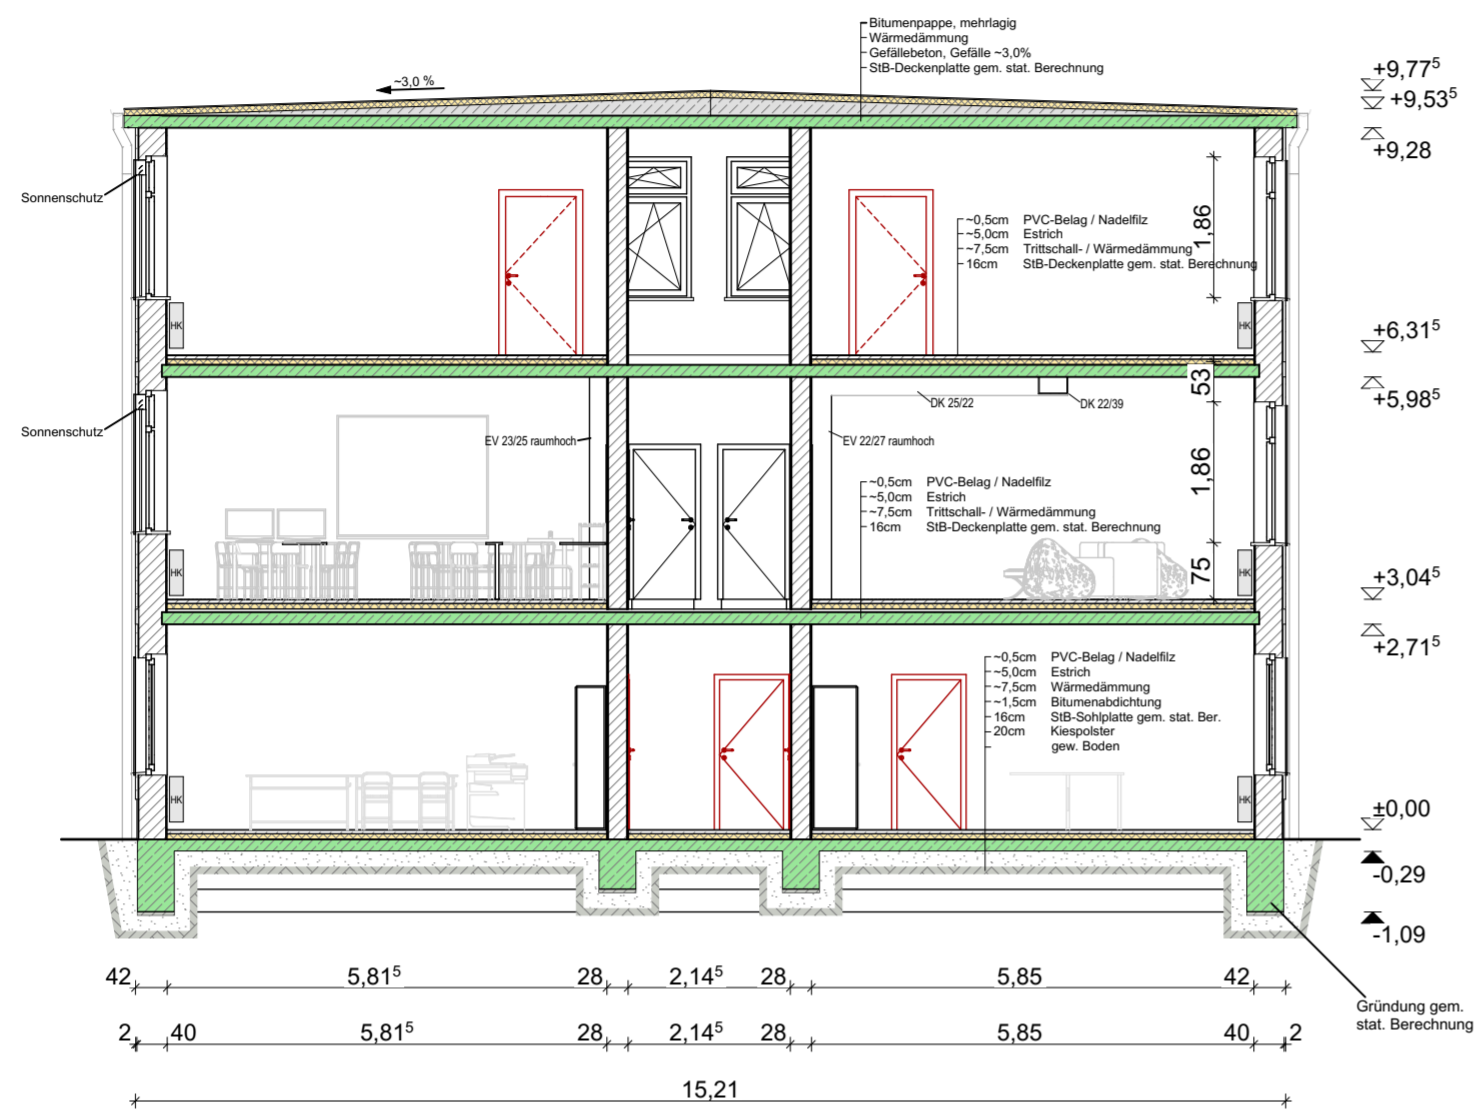 Bitumenpappe, mehrlagig
Wärmedämmung
Gefällebeton, Gefälle ~3,0%
StB-Deckenplatte gem. stat. Berechnung
~3,0 %
+9,77⁵
+9,53⁵
+9,28
Sonnenschutz
1,86
~0,5cm PVC-Belag / Nadelfilz
~5,0cm Estrich
~7,5cm Trittschall- / Wärmedämmung
16cm StB-Deckenplatte gem. stat. Berechnung
HK
HK
+6,31⁵
53
+5,98⁵
DK 25/22
DK 22/39
Sonnenschutz
EV 23/25 raumhoch
EV 22/27 raumhoch
1,86
~0,5cm PVC-Belag / Nadelfilz
~5,0cm Estrich
~7,5cm Trittschall- / Wärmedämmung
16cm StB-Deckenplatte gem. stat. Berechnung
HK
75
HK
+3,04⁵
+2,71⁵
~0,5cm PVC-Belag / Nadelfilz
~5,0cm Estrich
~7,5cm Wärmedämmung
~1,5cm Bitumenabdichtung
16cm StB-Sohlplatte gem. stat. Ber.
20cm Kiespolster
gew. Boden
HK
HK
±0,00
-0,29
-1,09
42 5,81⁵ 28 2,14⁵ 28 5,85 42
Gründung gem.
stat. Berechnung
2 40 5,81⁵ 28 2,14⁵ 28 5,85 40 2
15,21